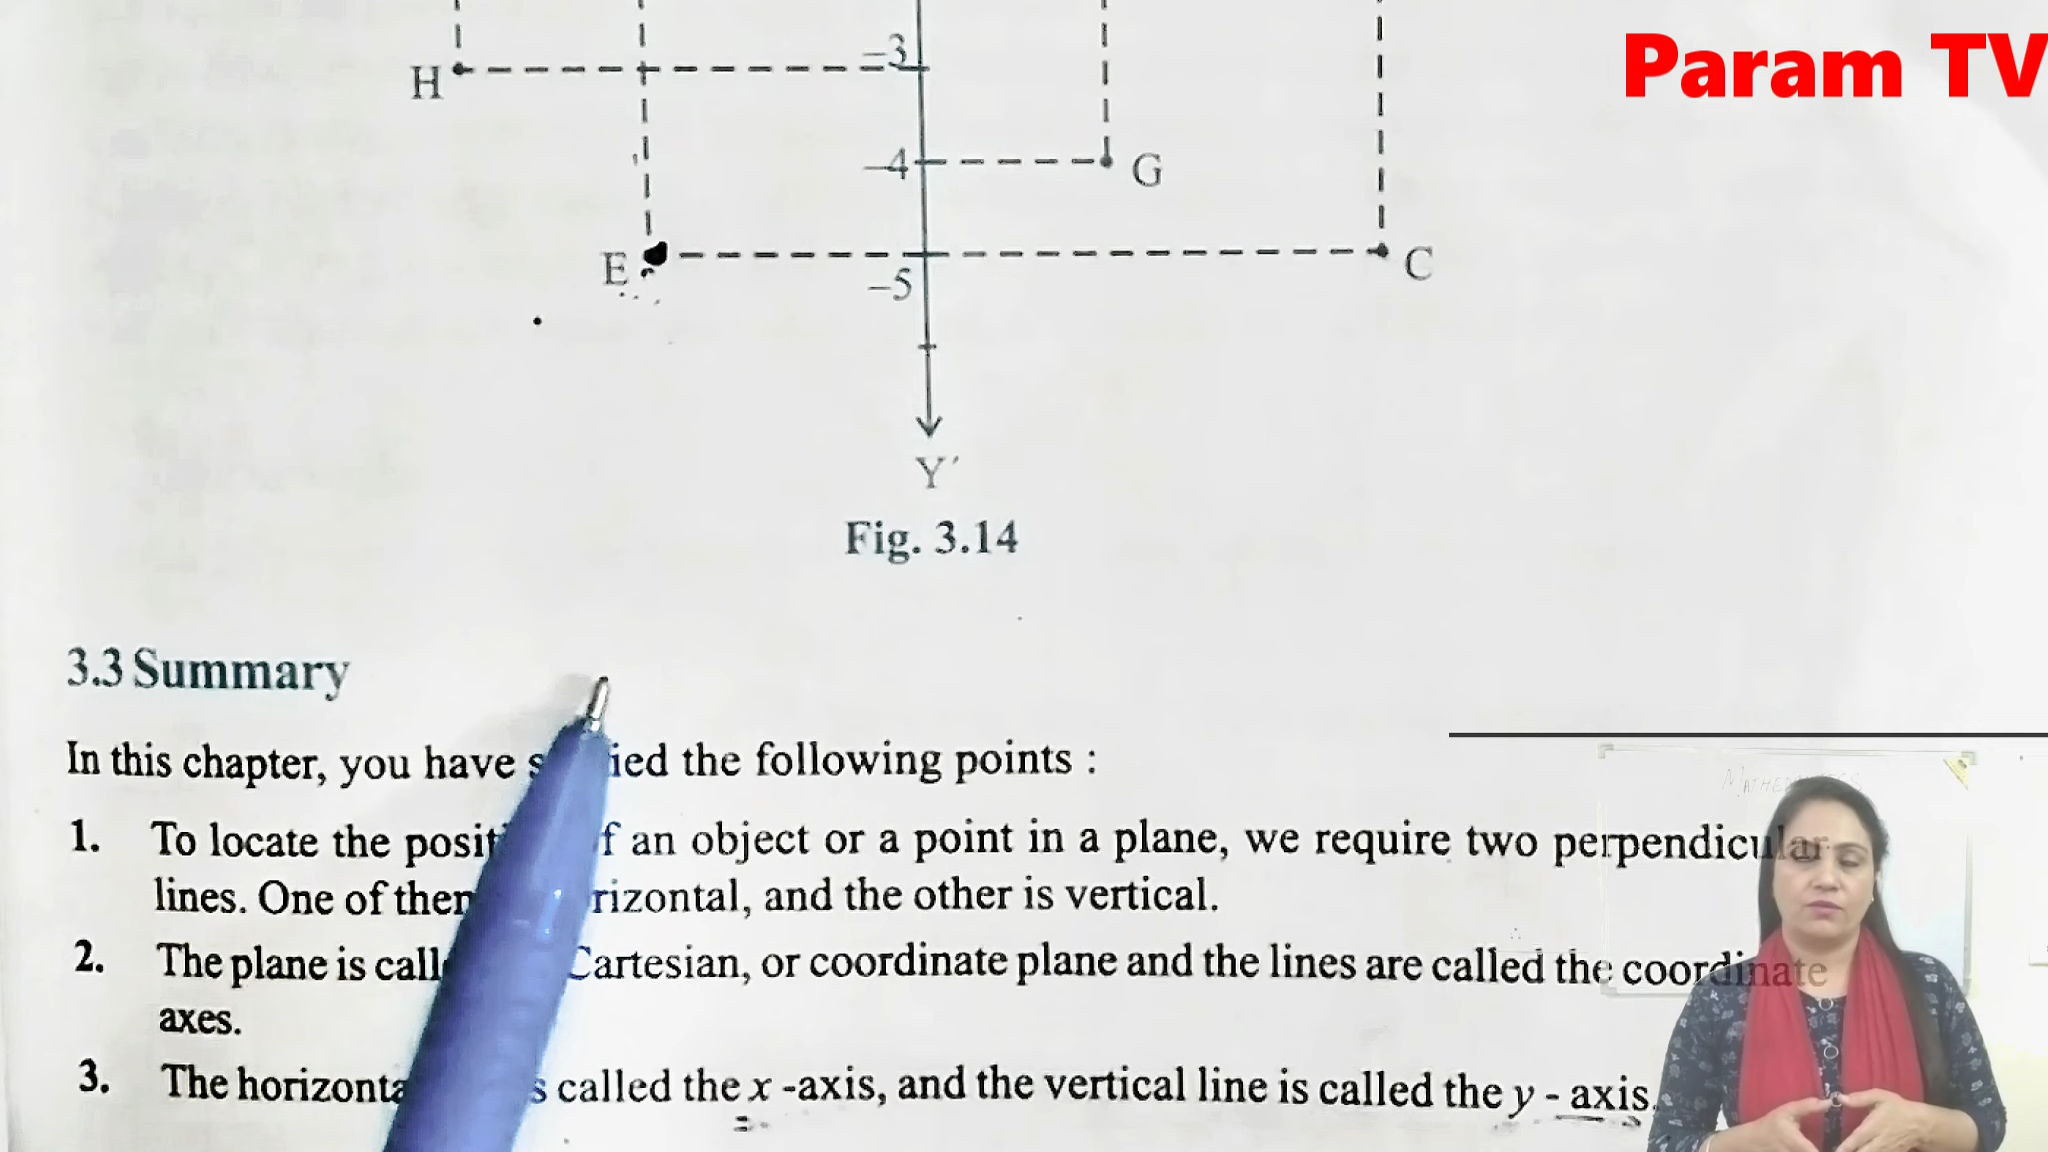 Param TV
–3
H
–4
G
E
C
–5
Y′
Fig. 3.14
3.3 Summary
In this chapter, you have ied the following points :
1. To locate the posit f an object or a point in a plane, we require two perpendicular
lines. One of them rizontal, and the other is vertical.
2. The plane is call Cartesian, or coordinate plane and the lines are called the coordinate
axes.
3. The horizonta s called the x -axis, and the vertical line is called the y - axis.